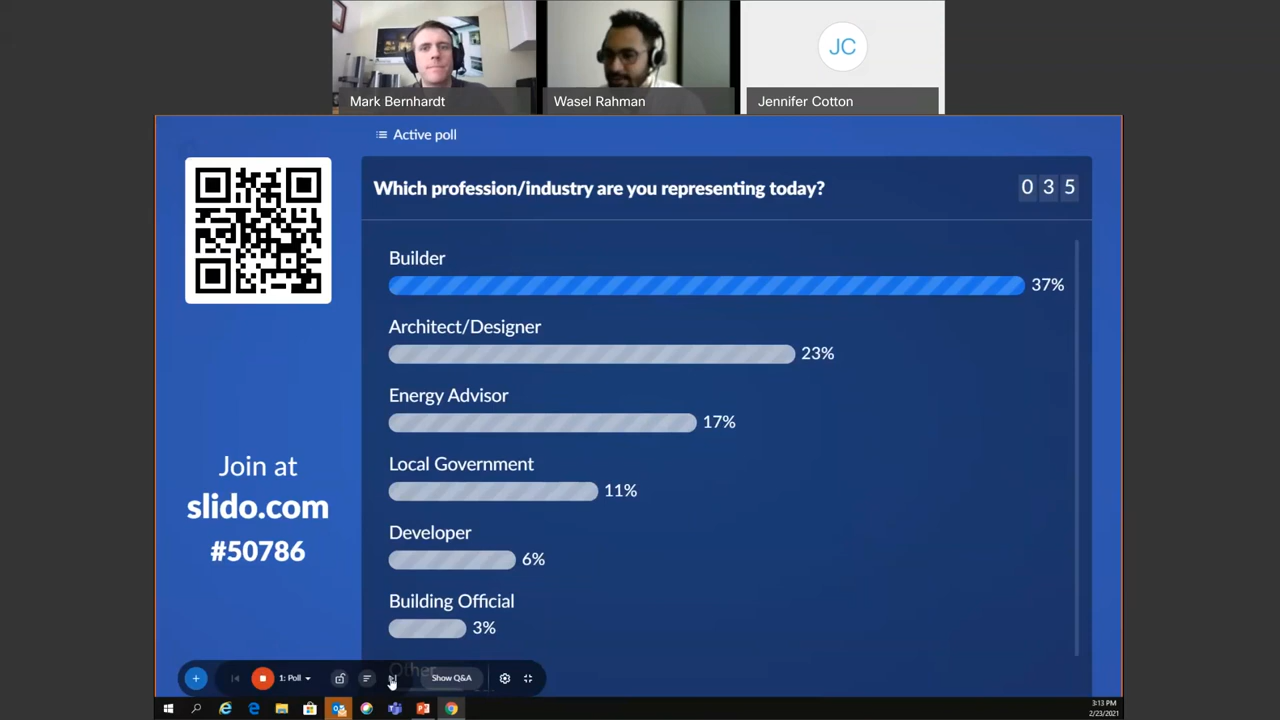 JC
Mark Bernhardt
Wasel Rahman
Jennifer Cotton
Active poll
Which profession/industry are you representing today?
0 3 5
Builder
37%
Architect/Designer
23%
Energy Advisor
17%
Local Government
11%
Developer
6%
Building Official
3%
Other
Join at
slido.com
#50786
1: Poll
Show Q&A
3:13 PM
2/23/2021